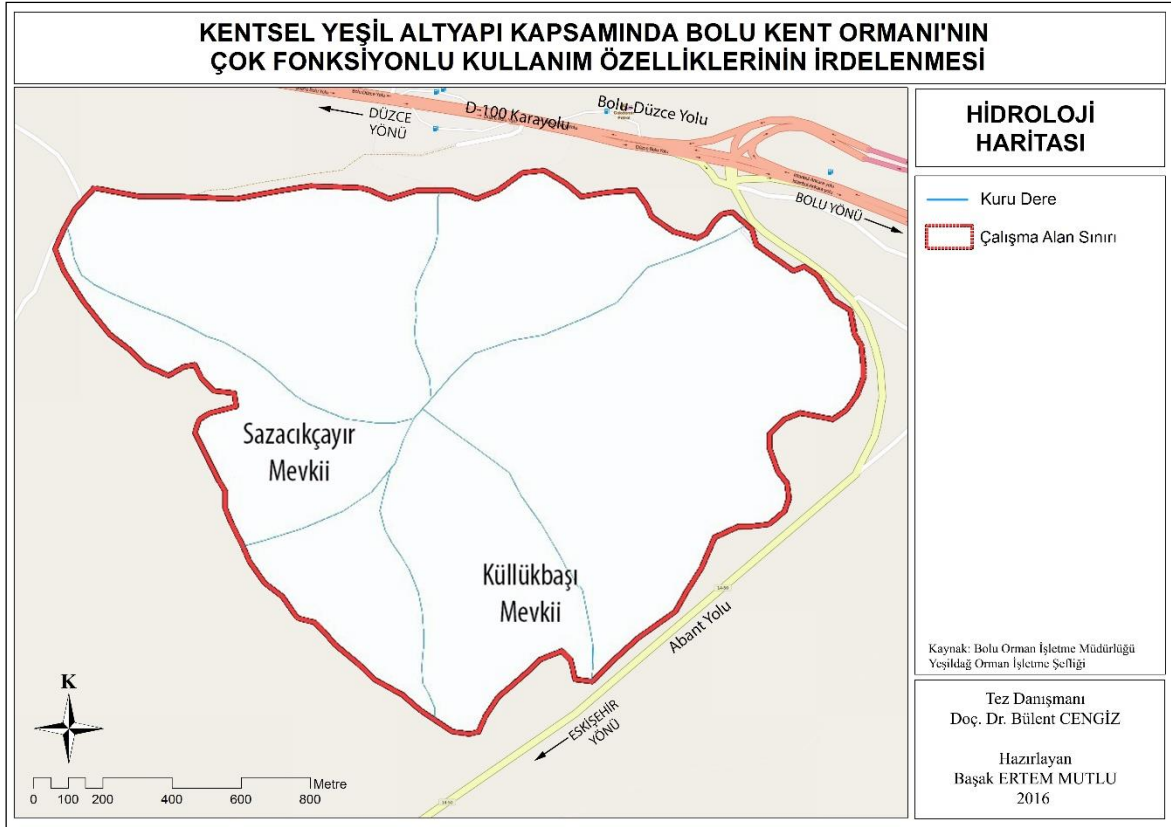 KENTSEL YEŞİL ALTYAPI KAPSAMINDA BOLU KENT ORMANI'NIN
ÇOK FONKSİYONLU KULLANIM ÖZELLİKLERİNİN İRDELENMESİ
DÜZCE
YÖNÜ
D-100 Karayolu
Bolu-Düzce Yolu
BOLU YÖNÜ
Sazacıkçayır
Mevkii
Küllükbaşı
Mevkii
Abant Yolu
ESKİŞEHİR
YÖNÜ
K
Metre
0 100 200 400 600 800
HİDROLOJİ
HARİTASI
Kuru Dere
Çalışma Alan Sınırı
Kaynak: Bolu Orman İşletme Müdürlüğü
Yeşildağ Orman İşletme Şefliği
Tez Danışmanı
Doç. Dr. Bülent CENGİZ
Hazırlayan
Başak ERTEM MUTLU
2016